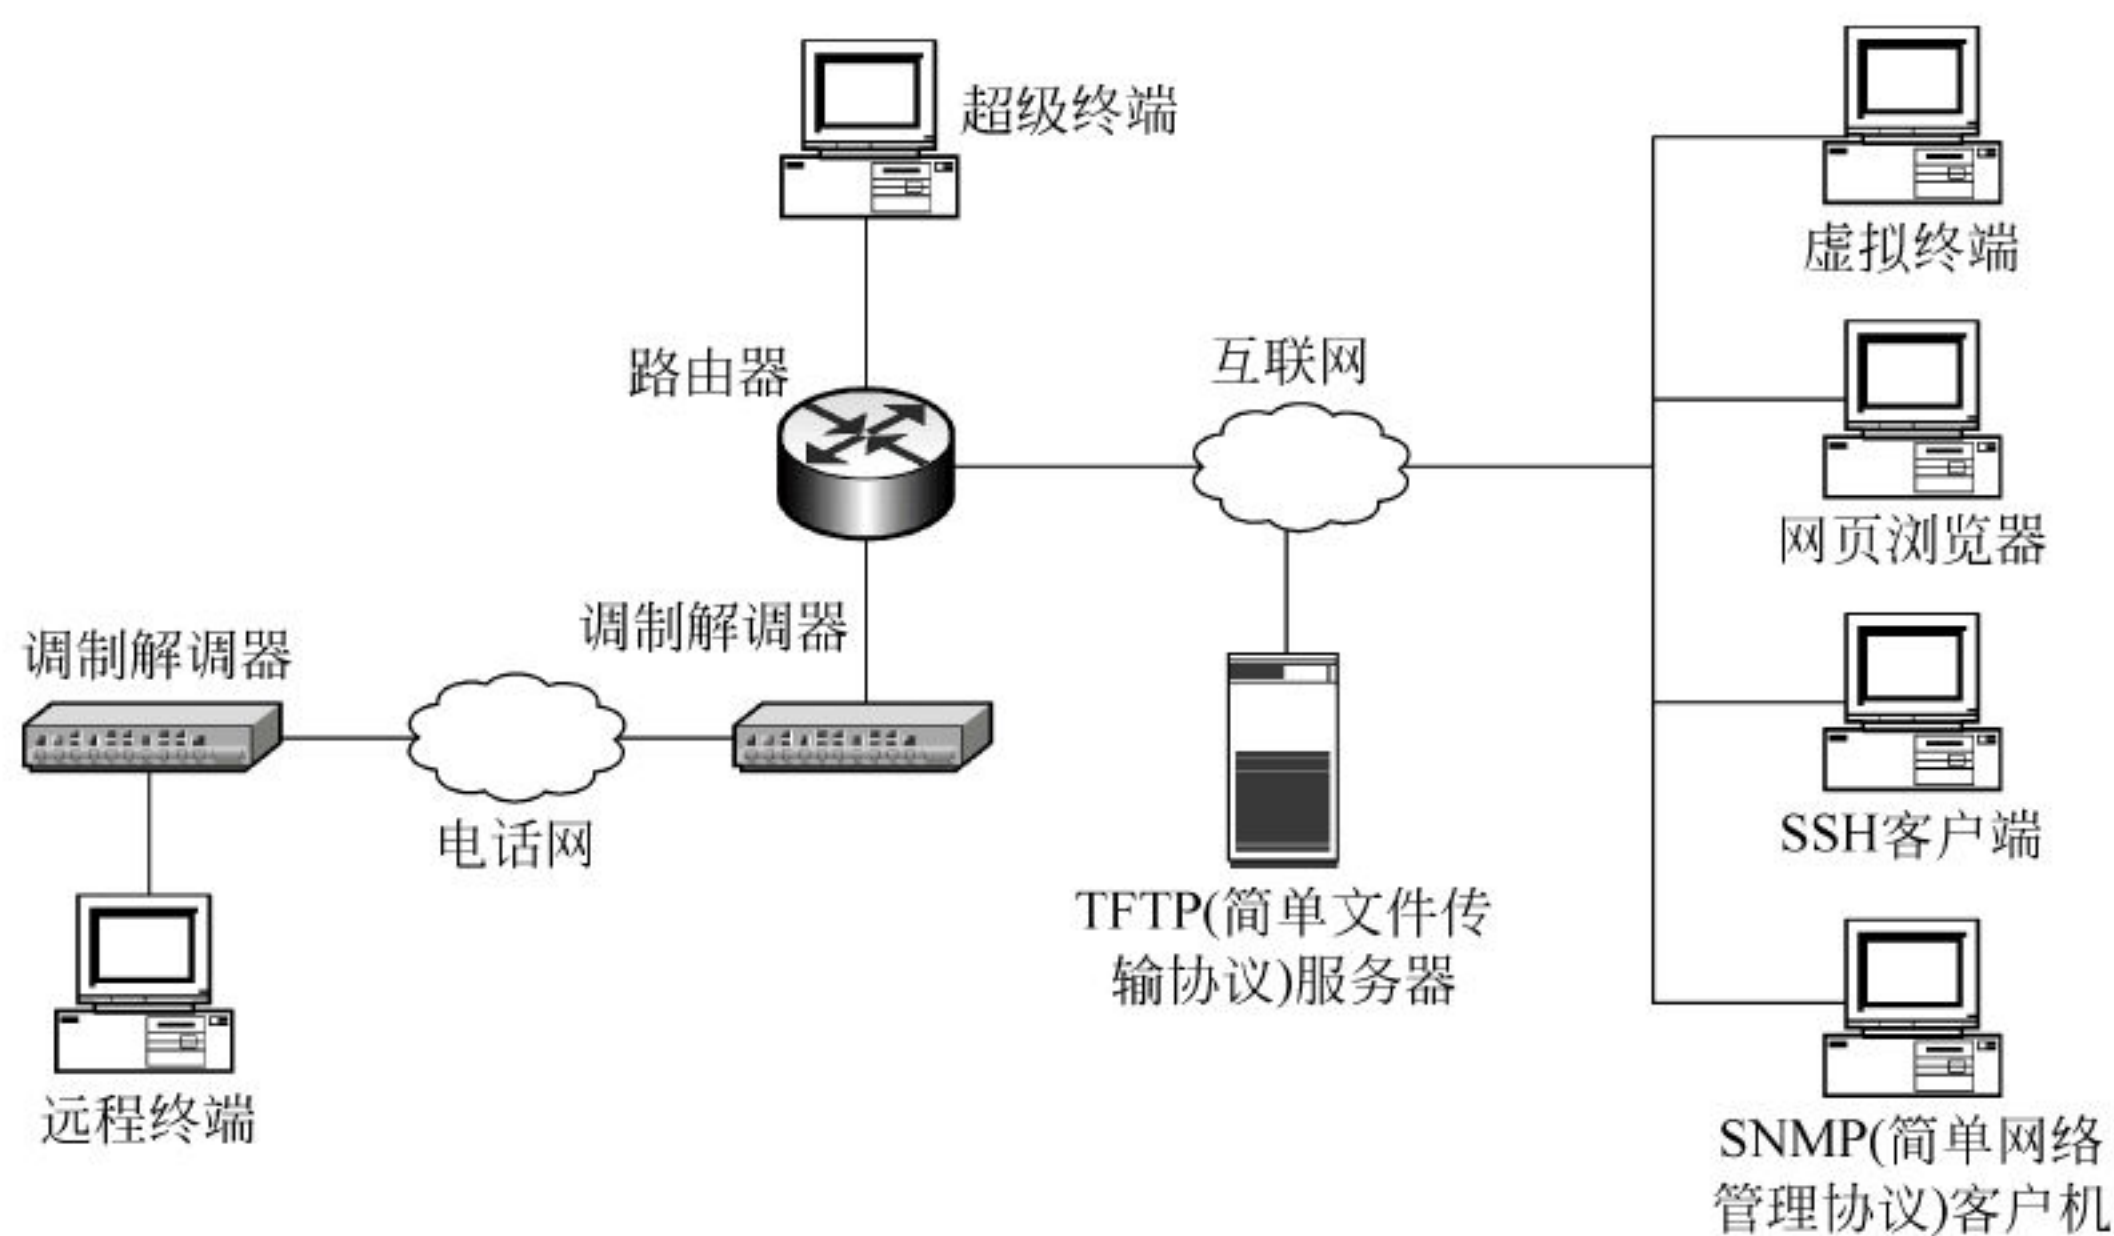 超级终端
虚拟终端
路由器
互联网
网页浏览器
调制解调器
调制解调器
电话网
SSH客户端
TFTP(简单文件传
输协议)服务器
远程终端
SNMP(简单网络
管理协议)客户机